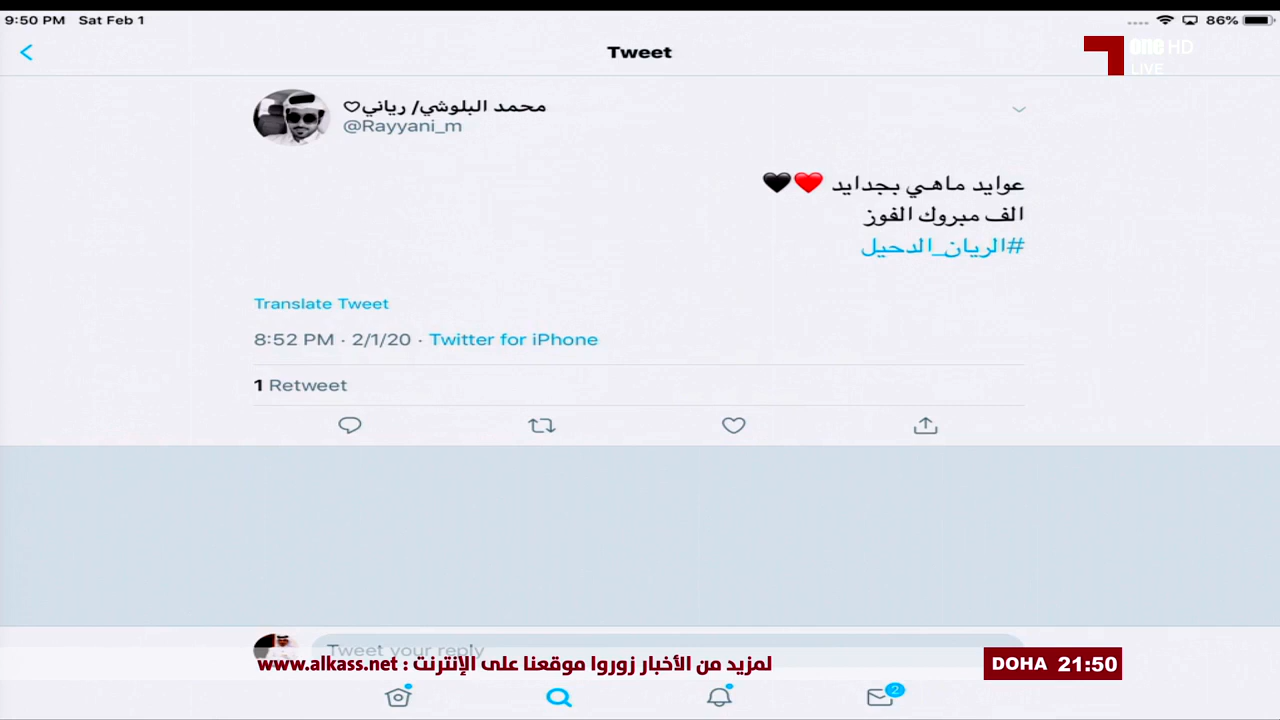 9:50 PM Sat Feb 1
86%
Tweet
one HD
LIVE
محمد البلوشي/ رياني♡
@Rayyani_m
عوايد ماهي بجدايد ❤️🖤
الف مبروك الفوز
#الريان_الدحيل
Translate Tweet
8:52 PM · 2/1/20 · Twitter for iPhone
1 Retweet
Tweet your reply
لمزيد من الأخبار زوروا موقعنا على الإنترنت : www.alkass.net
DOHA 21:50
2